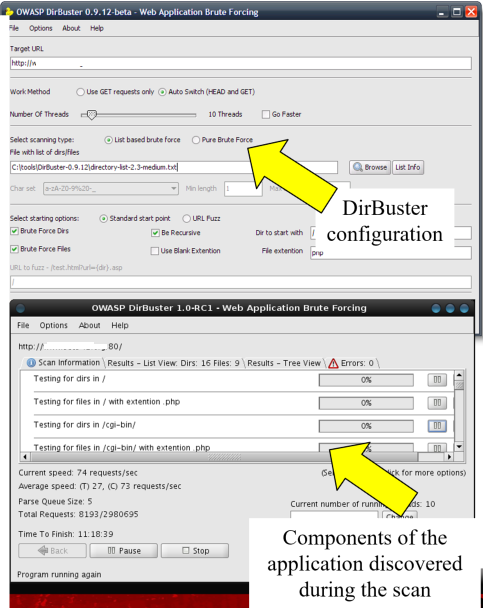 OWASP DirBuster 0.9.12-beta - Web Application Brute Forcing
File Options About Help
Target URL
http://w
Work Method Use GET requests only Auto Switch (HEAD and GET)
Number Of Threads 10 Threads Go Faster
Select scanning type: List based brute force Pure Brute Force
File with list of dirs/files
C:\tools\DirBuster-0.9.12\directory-list-2.3-medium.txt Browse List Info
Char set a-zA-Z0-9%20-_ Min length 1
DirBuster
configuration
Select starting options: Standard start point URL Fuzz
Brute Force Dirs Be Recursive Dir to start with /
Brute Force Files Use Blank Extention File extention php
URL to fuzz - /test.html?url={dir}.asp
/
OWASP DirBuster 1.0-RC1 - Web Application Brute Forcing
File Options About Help
http:// :80/
Scan Information Results - List View: Dirs: 16 Files: 9 Results - Tree View Errors: 0
Testing for dirs in / 0%
Testing for files in / with extention .php 0%
Testing for dirs in /cgi-bin/ 0%
Testing for files in /cgi-bin/ with extention .php 0%
Current speed: 74 requests/sec click for more options)
Average speed: (T) 27, (C) 73 requests/sec
Parse Queue Size: 5
Current number of running threads: 10
Total Requests: 8193/2980695
Change
Time To Finish: 11:18:39
Back Pause Stop
Program running again
Components of the
application discovered
during the scan